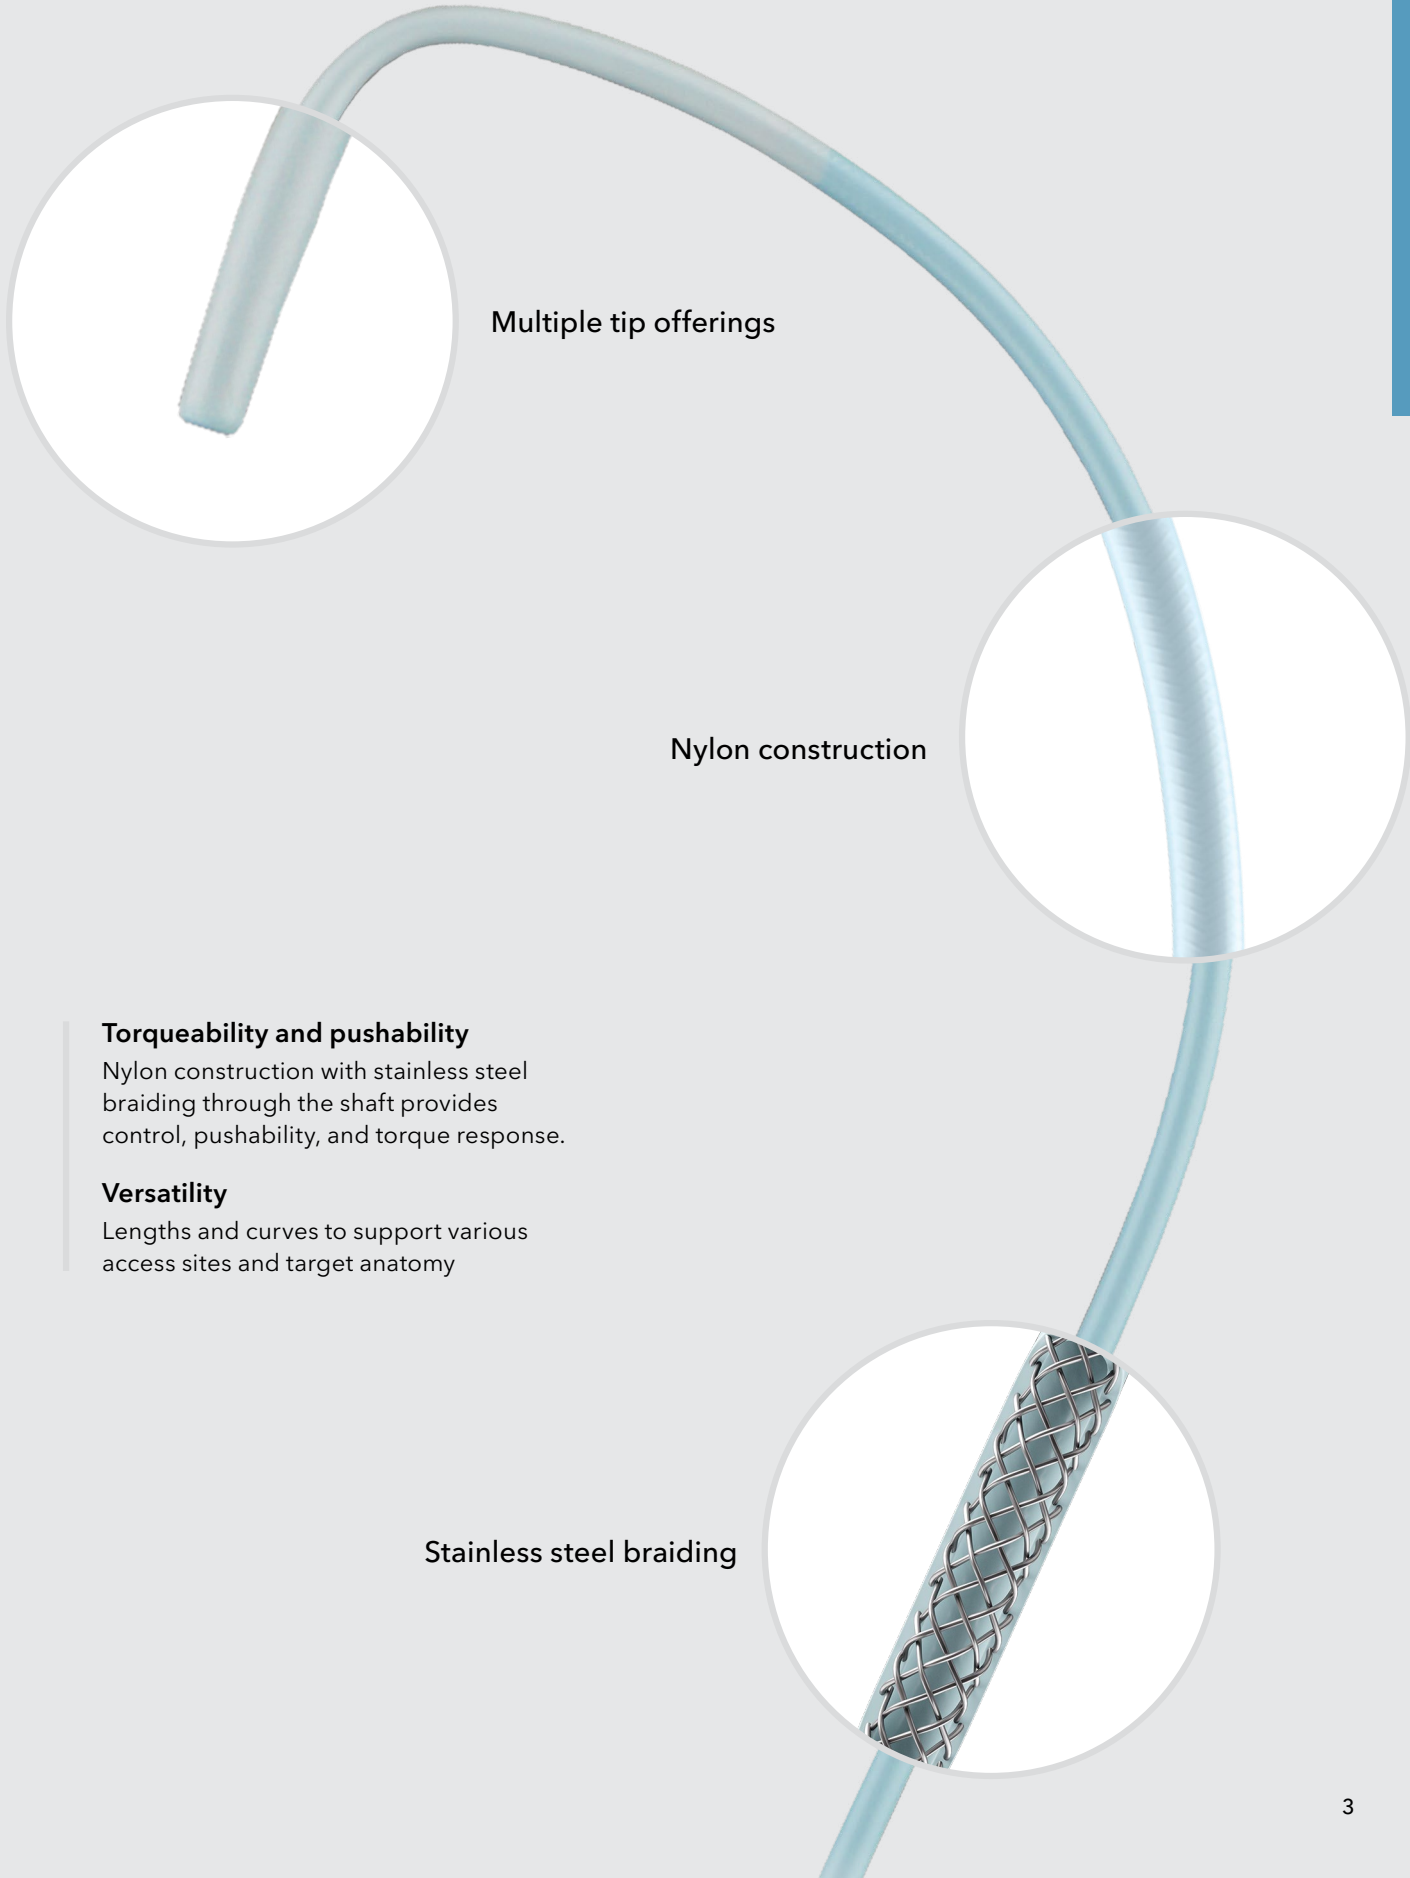 Multiple tip offerings
Nylon construction
Torqueability and pushability
Nylon construction with stainless steel
braiding through the shaft provides
control, pushability, and torque response.
Versatility
Lengths and curves to support various
access sites and target anatomy
Stainless steel braiding
3